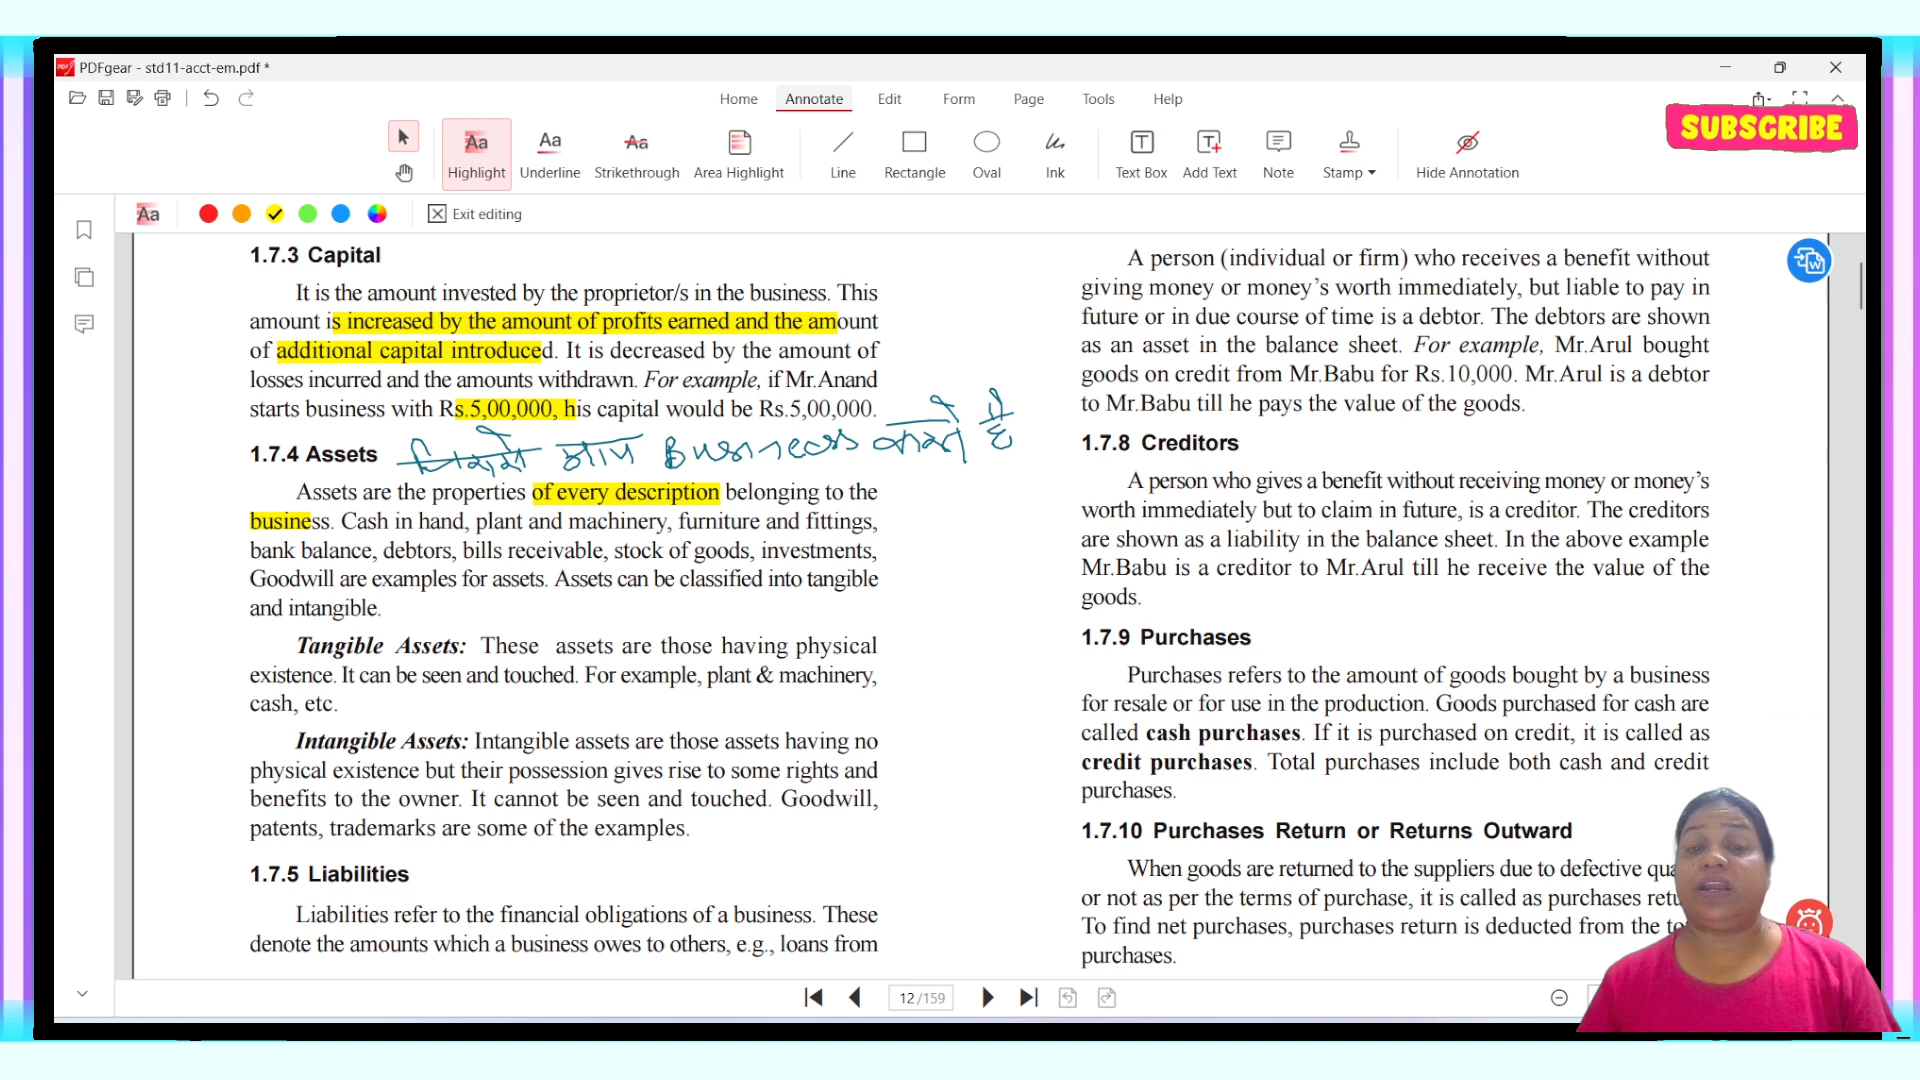 PDFgear - std11-acct-em.pdf *
Home Annotate Edit Form Page Tools Help
SUBSCRIBE
Highlight Underline Strikethrough Area Highlight Line Rectangle Oval Ink Text Box Add Text Note Stamp Hide Annotation
Exit editing
1.7.3 Capital
It is the amount invested by the proprietor/s in the business. This
amount is increased by the amount of profits earned and the amount
of additional capital introduced. It is decreased by the amount of
losses incurred and the amounts withdrawn. For example, if Mr.Anand
starts business with Rs.5,00,000, his capital would be Rs.5,00,000.
1.7.4 Assets
Business
Assets are the properties of every description belonging to the
business. Cash in hand, plant and machinery, furniture and fittings,
bank balance, debtors, bills receivable, stock of goods, investments,
Goodwill are examples for assets. Assets can be classified into tangible
and intangible.
Tangible Assets: These assets are those having physical
existence. It can be seen and touched. For example, plant & machinery,
cash, etc.
Intangible Assets: Intangible assets are those assets having no
physical existence but their possession gives rise to some rights and
benefits to the owner. It cannot be seen and touched. Goodwill,
patents, trademarks are some of the examples.
1.7.5 Liabilities
Liabilities refer to the financial obligations of a business. These
denote the amounts which a business owes to others, e.g., loans from
A person (individual or firm) who receives a benefit without
giving money or money's worth immediately, but liable to pay in
future or in due course of time is a debtor. The debtors are shown
as an asset in the balance sheet. For example, Mr.Arul bought
goods on credit from Mr.Babu for Rs.10,000. Mr.Arul is a debtor
to Mr.Babu till he pays the value of the goods.
1.7.8 Creditors
A person who gives a benefit without receiving money or money's
worth immediately but to claim in future, is a creditor. The creditors
are shown as a liability in the balance sheet. In the above example
Mr.Babu is a creditor to Mr.Arul till he receive the value of the
goods.
1.7.9 Purchases
Purchases refers to the amount of goods bought by a business
for resale or for use in the production. Goods purchased for cash are
called cash purchases. If it is purchased on credit, it is called as
credit purchases. Total purchases include both cash and credit
purchases.
1.7.10 Purchases Return or Returns Outward
When goods are returned to the suppliers due to defective
or not as per the terms of purchase, it is called as purchases
To find net purchases, purchases return is deducted from the
purchases.
12/159